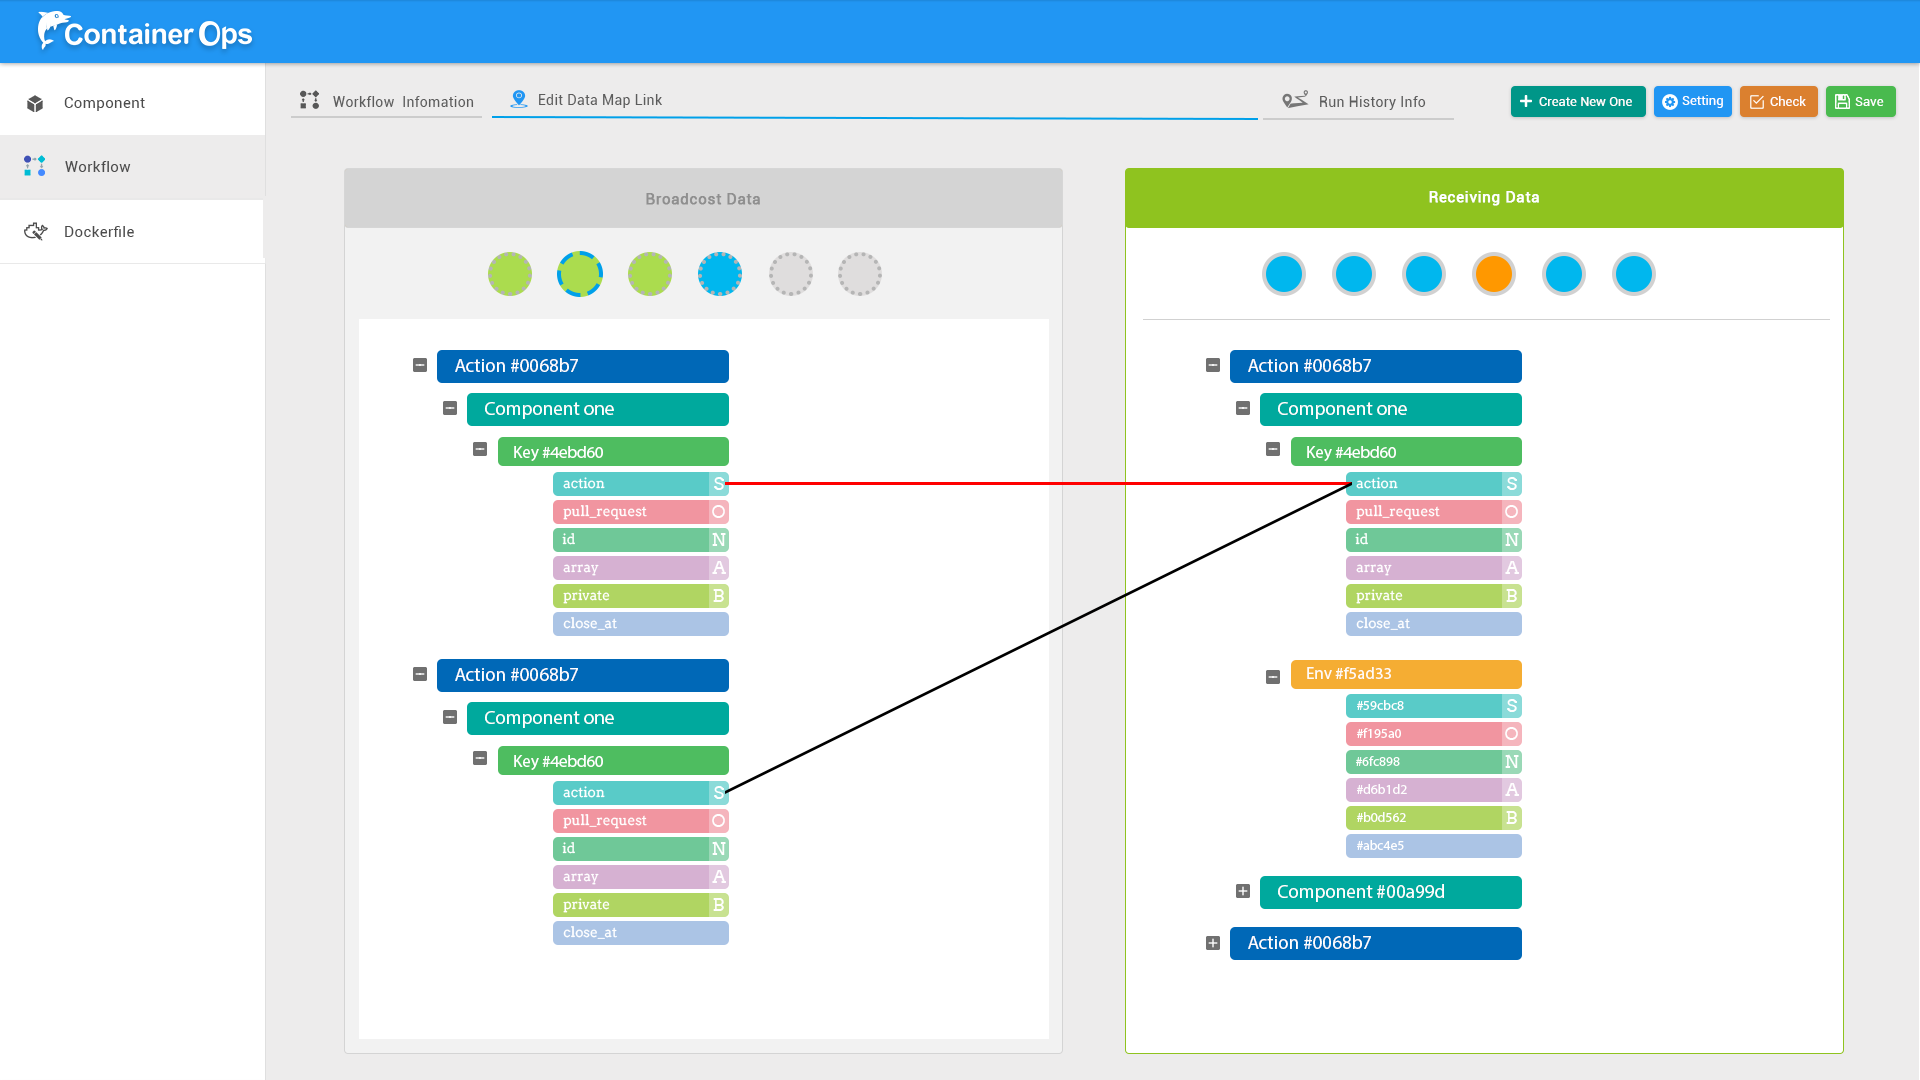 Container Ops
Component
Workflow
Dockerfile
Workflow Infomation
Edit Data Map Link
Run History Info
Create New One
Setting
Check
Save
Broadcost Data
Action #0068b7
Component one
Key #4ebd60
action S
pull_request O
id N
array A
private B
close_at
Action #0068b7
Component one
Key #4ebd60
action S
pull_request O
id N
array A
private B
close_at
Receiving Data
Action #0068b7
Component one
Key #4ebd60
action S
pull_request O
id N
array A
private B
close_at
Env #f5ad33
#59cbc8 S
#f195a0 O
#6fc898 N
#d6b1d2 A
#b0d562 B
#abc4e5
Component #00a99d
Action #0068b7